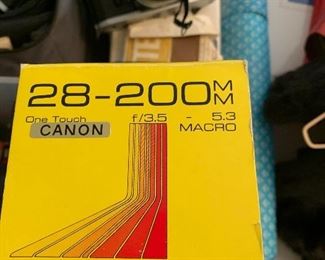 28-200MM
One Touch f/3.5 - 5.3
CANON MACRO